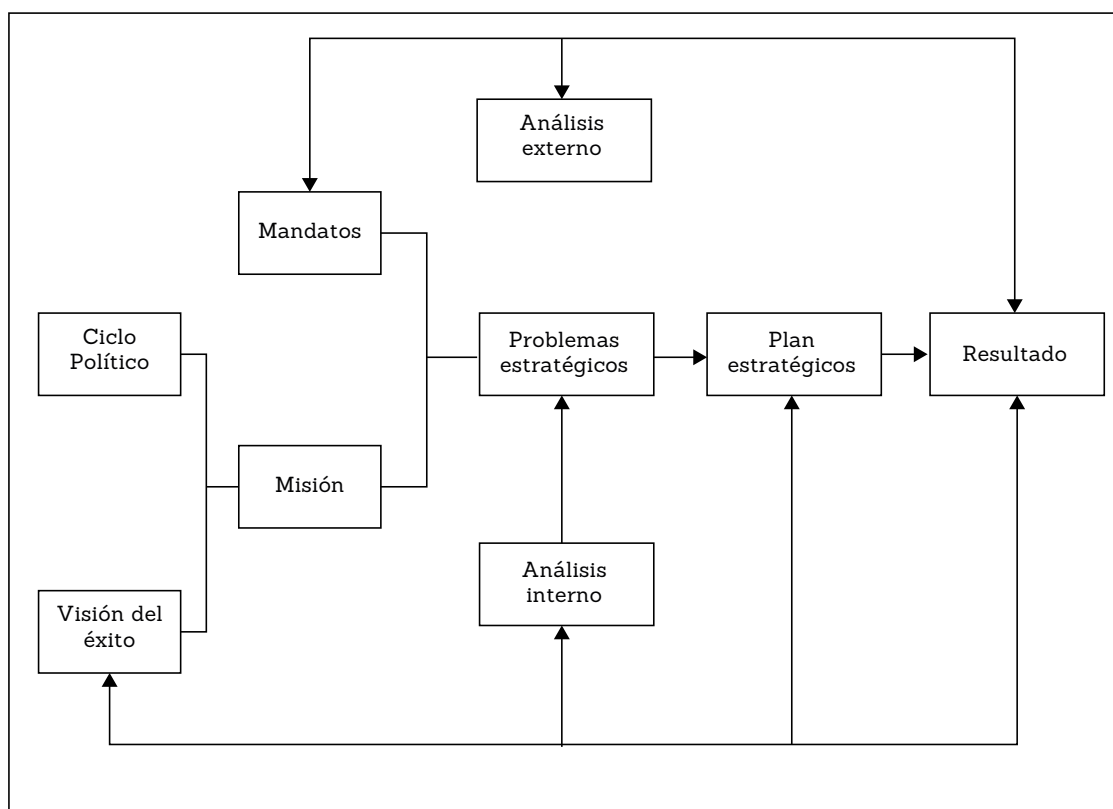 Análisis
externo
Mandatos
Ciclo
Político
Problemas
estratégicos
Plan
estratégicos
Resultado
Misión
Análisis
interno
Visión del
éxito